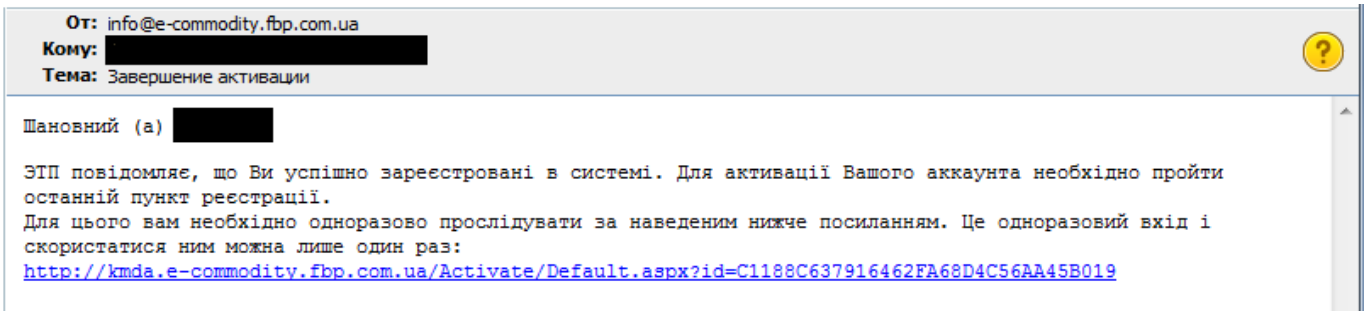 От: info@e-commodity.fbp.com.ua
Кому:
Тема: Завершение активации
?
Шановний (а)
ЭТП повідомляє, що Ви успішно зареєстровані в системі. Для активації Вашого аккаунта необхідно пройти
останній пункт реєстрації.
Для цього вам необхідно одноразово прослідувати за наведеним нижче посиланням. Це одноразовий вхід і
скористатися ним можна лише один раз:
http://kmda.e-commodity.fbp.com.ua/Activate/Default.aspx?id=C1188C637916462FA68D4C56AA45B019